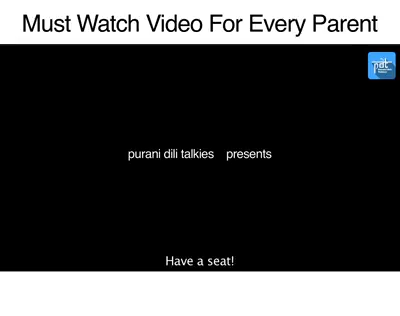 Must Watch Video For Every Parent
purani dili talkies presents
Have a seat!